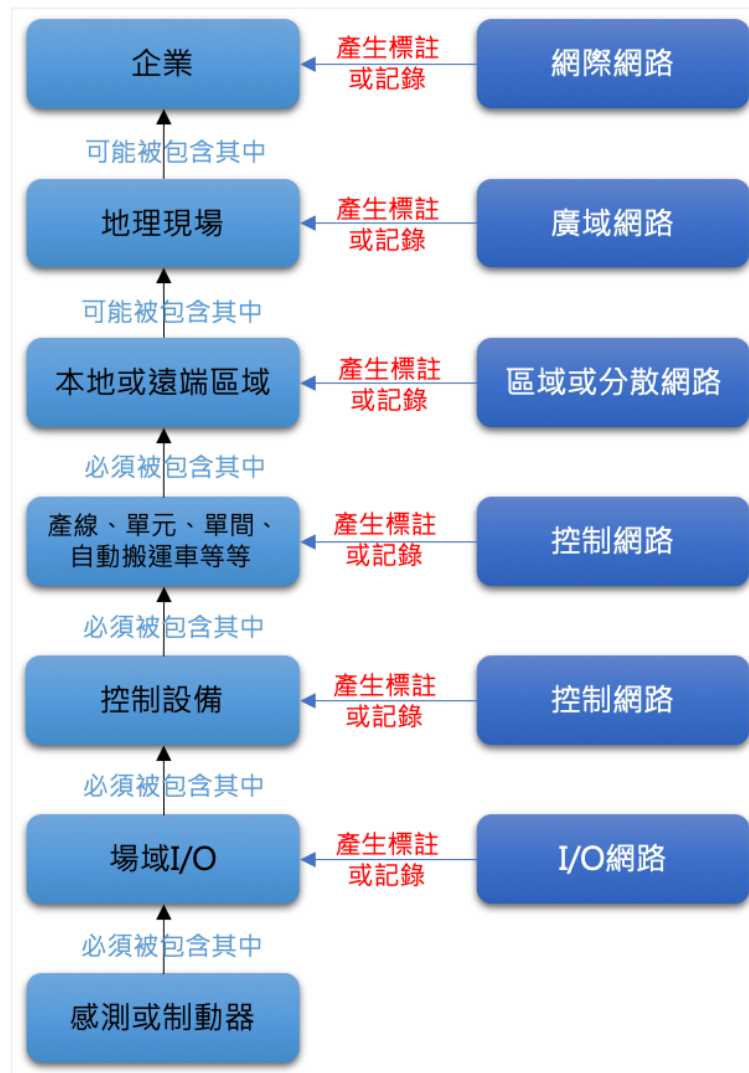 企業
產生標註
或記錄
網際網路
可能被包含其中
地理現場
產生標註
或記錄
廣域網路
可能被包含其中
本地或遠端區域
產生標註
或記錄
區域或分散網路
必須被包含其中
產線、單元、單間、
自動搬運車等等
產生標註
或記錄
控制網路
必須被包含其中
控制設備
產生標註
或記錄
控制網路
必須被包含其中
場域I/O
產生標註
或記錄
I/O網路
必須被包含其中
感測或制動器